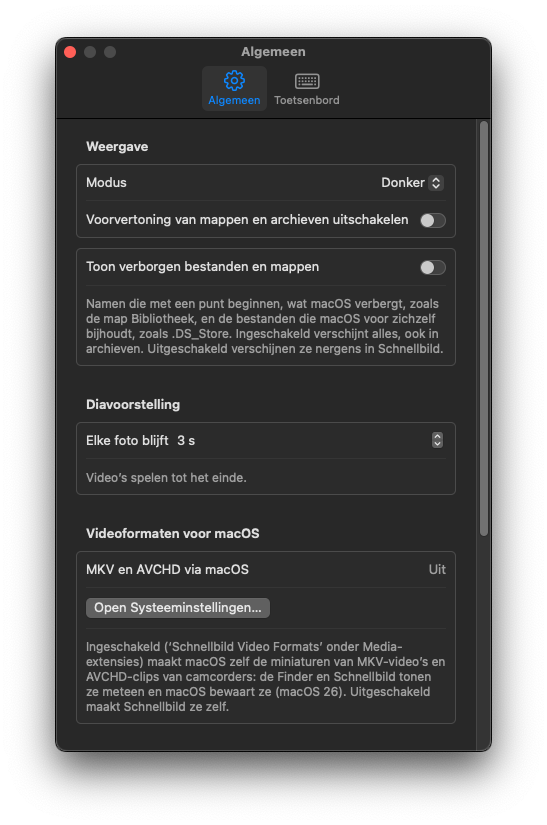 Algemeen
Algemeen
Toetsenbord
Weergave
Modus
Donker
Voorvertoning van mappen en archieven uitschakelen
Toon verborgen bestanden en mappen
Namen die met een punt beginnen, wat macOS verbergt, zoals
de map Bibliotheek, en de bestanden die macOS voor zichzelf
bijhoudt, zoals .DS_Store. Ingeschakeld verschijnt alles, ook in
archieven. Uitgeschakeld verschijnen ze nergens in Schnellbild.
Diavoorstelling
Elke foto blijft 3 s
Video’s spelen tot het einde.
Videoformaten voor macOS
MKV en AVCHD via macOS
Uit
Open Systeeminstellingen...
Ingeschakeld (‘Schnellbild Video Formats’ onder Media-
extensies) maakt macOS zelf de miniaturen van MKV-video’s en
AVCHD-clips van camcorders: de Finder en Schnellbild tonen
ze meteen en macOS bewaart ze (macOS 26). Uitgeschakeld
maakt Schnellbild ze zelf.